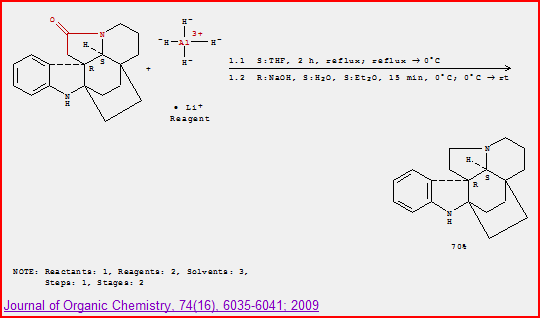 O
N
H
R
S
N
H
+
H⁻
3+
⁻H
Al
H⁻
H⁻
• Li⁺
Reagent
1.1 S:THF, 2 h, reflux; reflux → 0°C
1.2 R:NaOH, S:H₂O, S:Et₂O, 15 min, 0°C; 0°C → rt
N
H
S
R
N
H
70%
NOTE: Reactants: 1, Reagents: 2, Solvents: 3,
Steps: 1, Stages: 2
Journal of Organic Chemistry, 74(16), 6035-6041; 2009